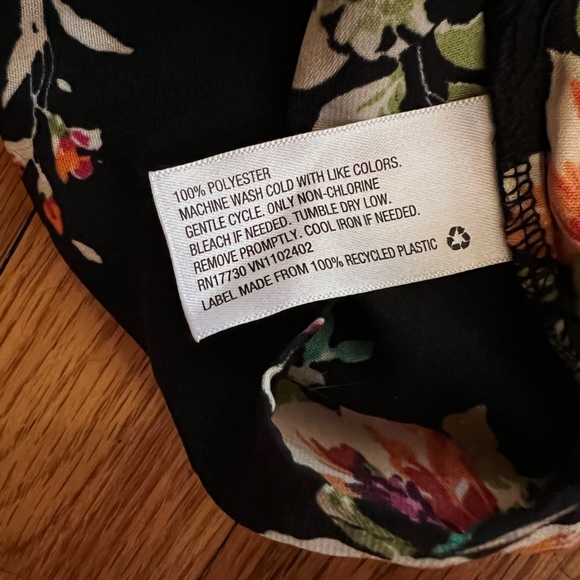 100% POLYESTER
MACHINE WASH COLD WITH LIKE COLORS.
GENTLE CYCLE. ONLY NON-CHLORINE
BLEACH IF NEEDED. TUMBLE DRY LOW.
REMOVE PROMPTLY. COOL IRON IF NEEDED.
RN17730 VN1102402
LABEL MADE FROM 100% RECYCLED PLASTIC